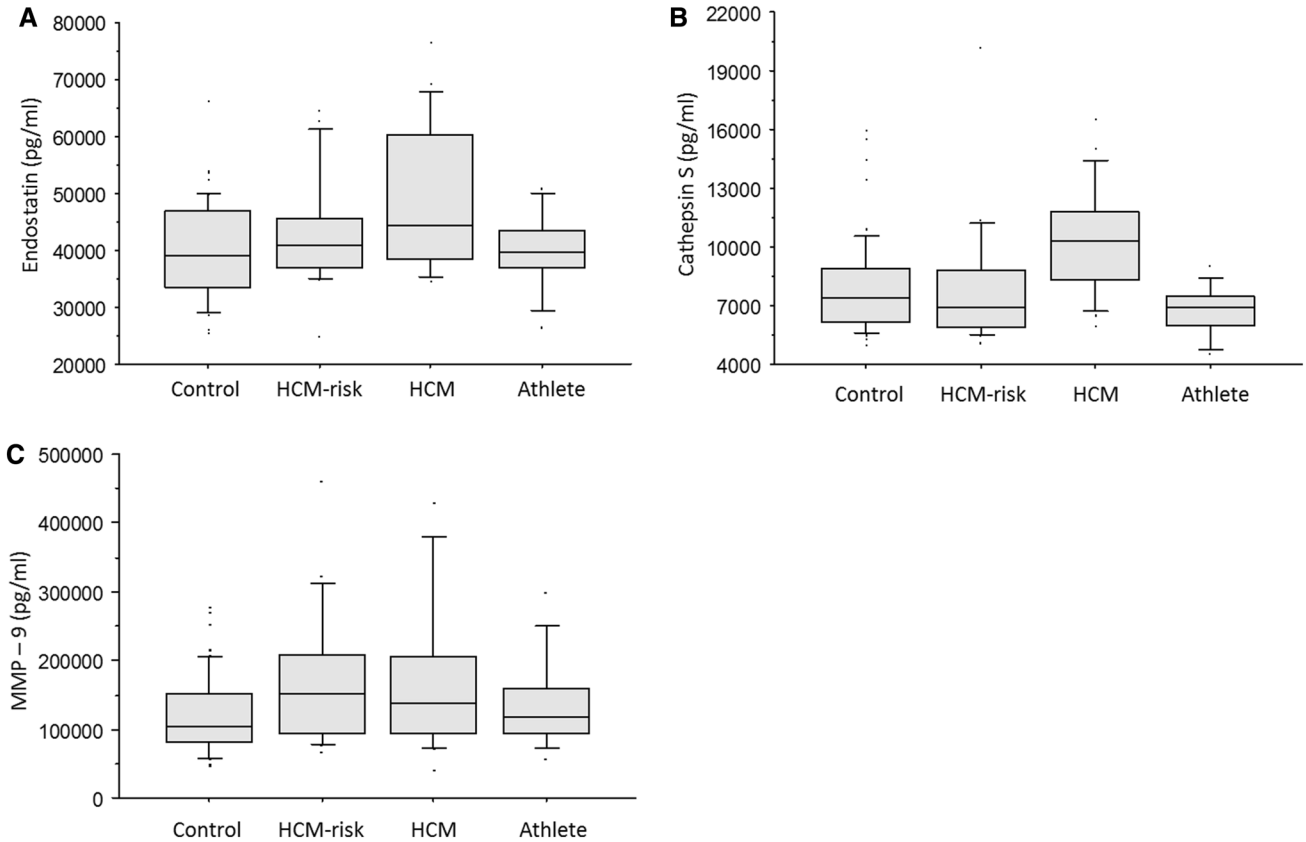 A
Endostatin (pg/ml)
80000
70000
60000
50000
40000
30000
20000
Control HCM-risk HCM Athlete
B
Cathepsin S (pg/ml)
22000
19000
16000
13000
10000
7000
4000
Control HCM-risk HCM Athlete
C
MMP – 9 (pg/ml)
500000
400000
300000
200000
100000
0
Control HCM-risk HCM Athlete